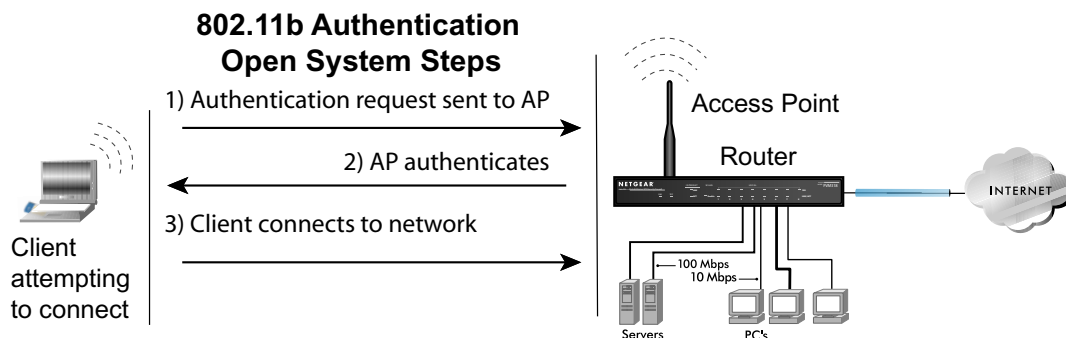 802.11b Authentication
Open System Steps
1) Authentication request sent to AP
2) AP authenticates
3) Client connects to network
Client
attempting
to connect
Access Point
Router
NETGEAR
INTERNET
100 Mbps
10 Mbps
Servers
PC's